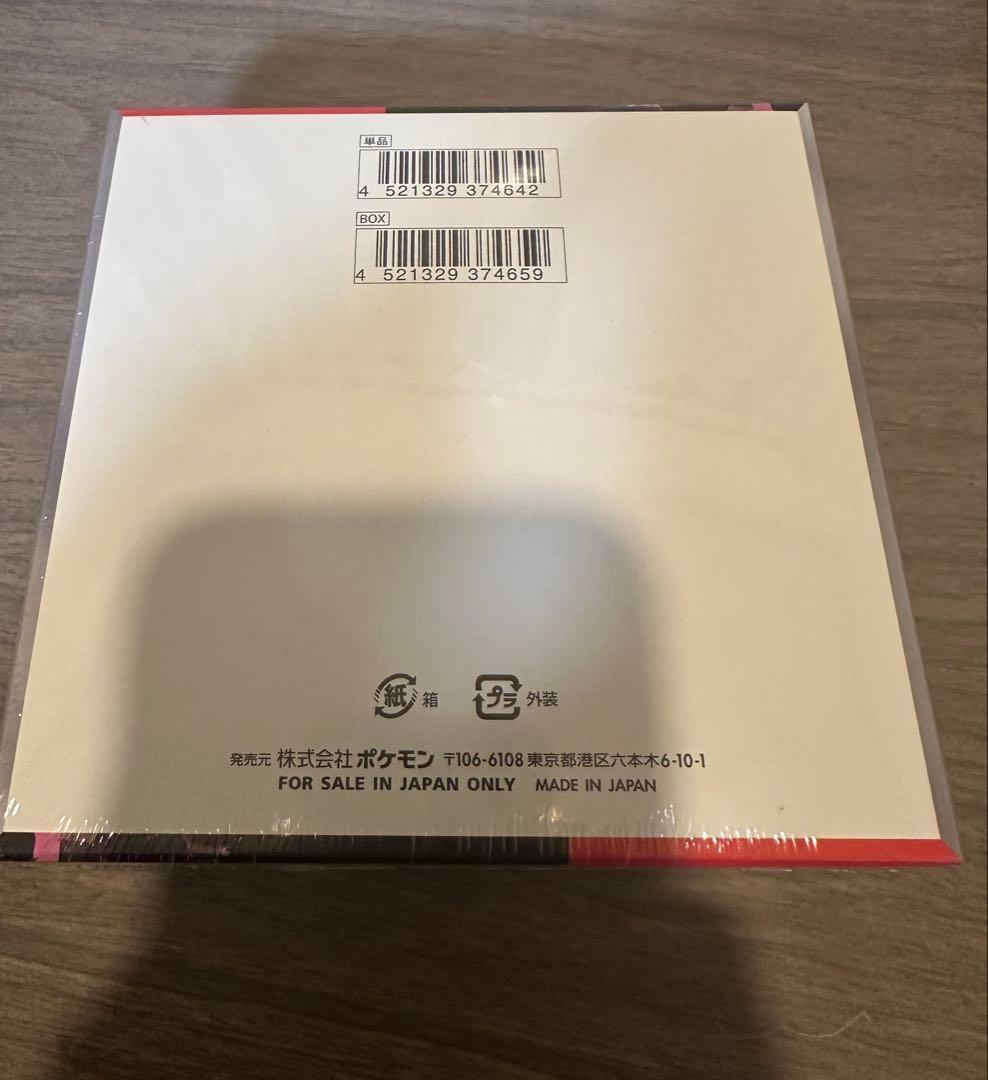 単品
4 521329 374642
BOX
4 521329 374659
紙 箱 プラ 外装
発売元 株式会社 ポケモン 〒106-6108 東京都港区六本木6-10-1
FOR SALE IN JAPAN ONLY MADE IN JAPAN